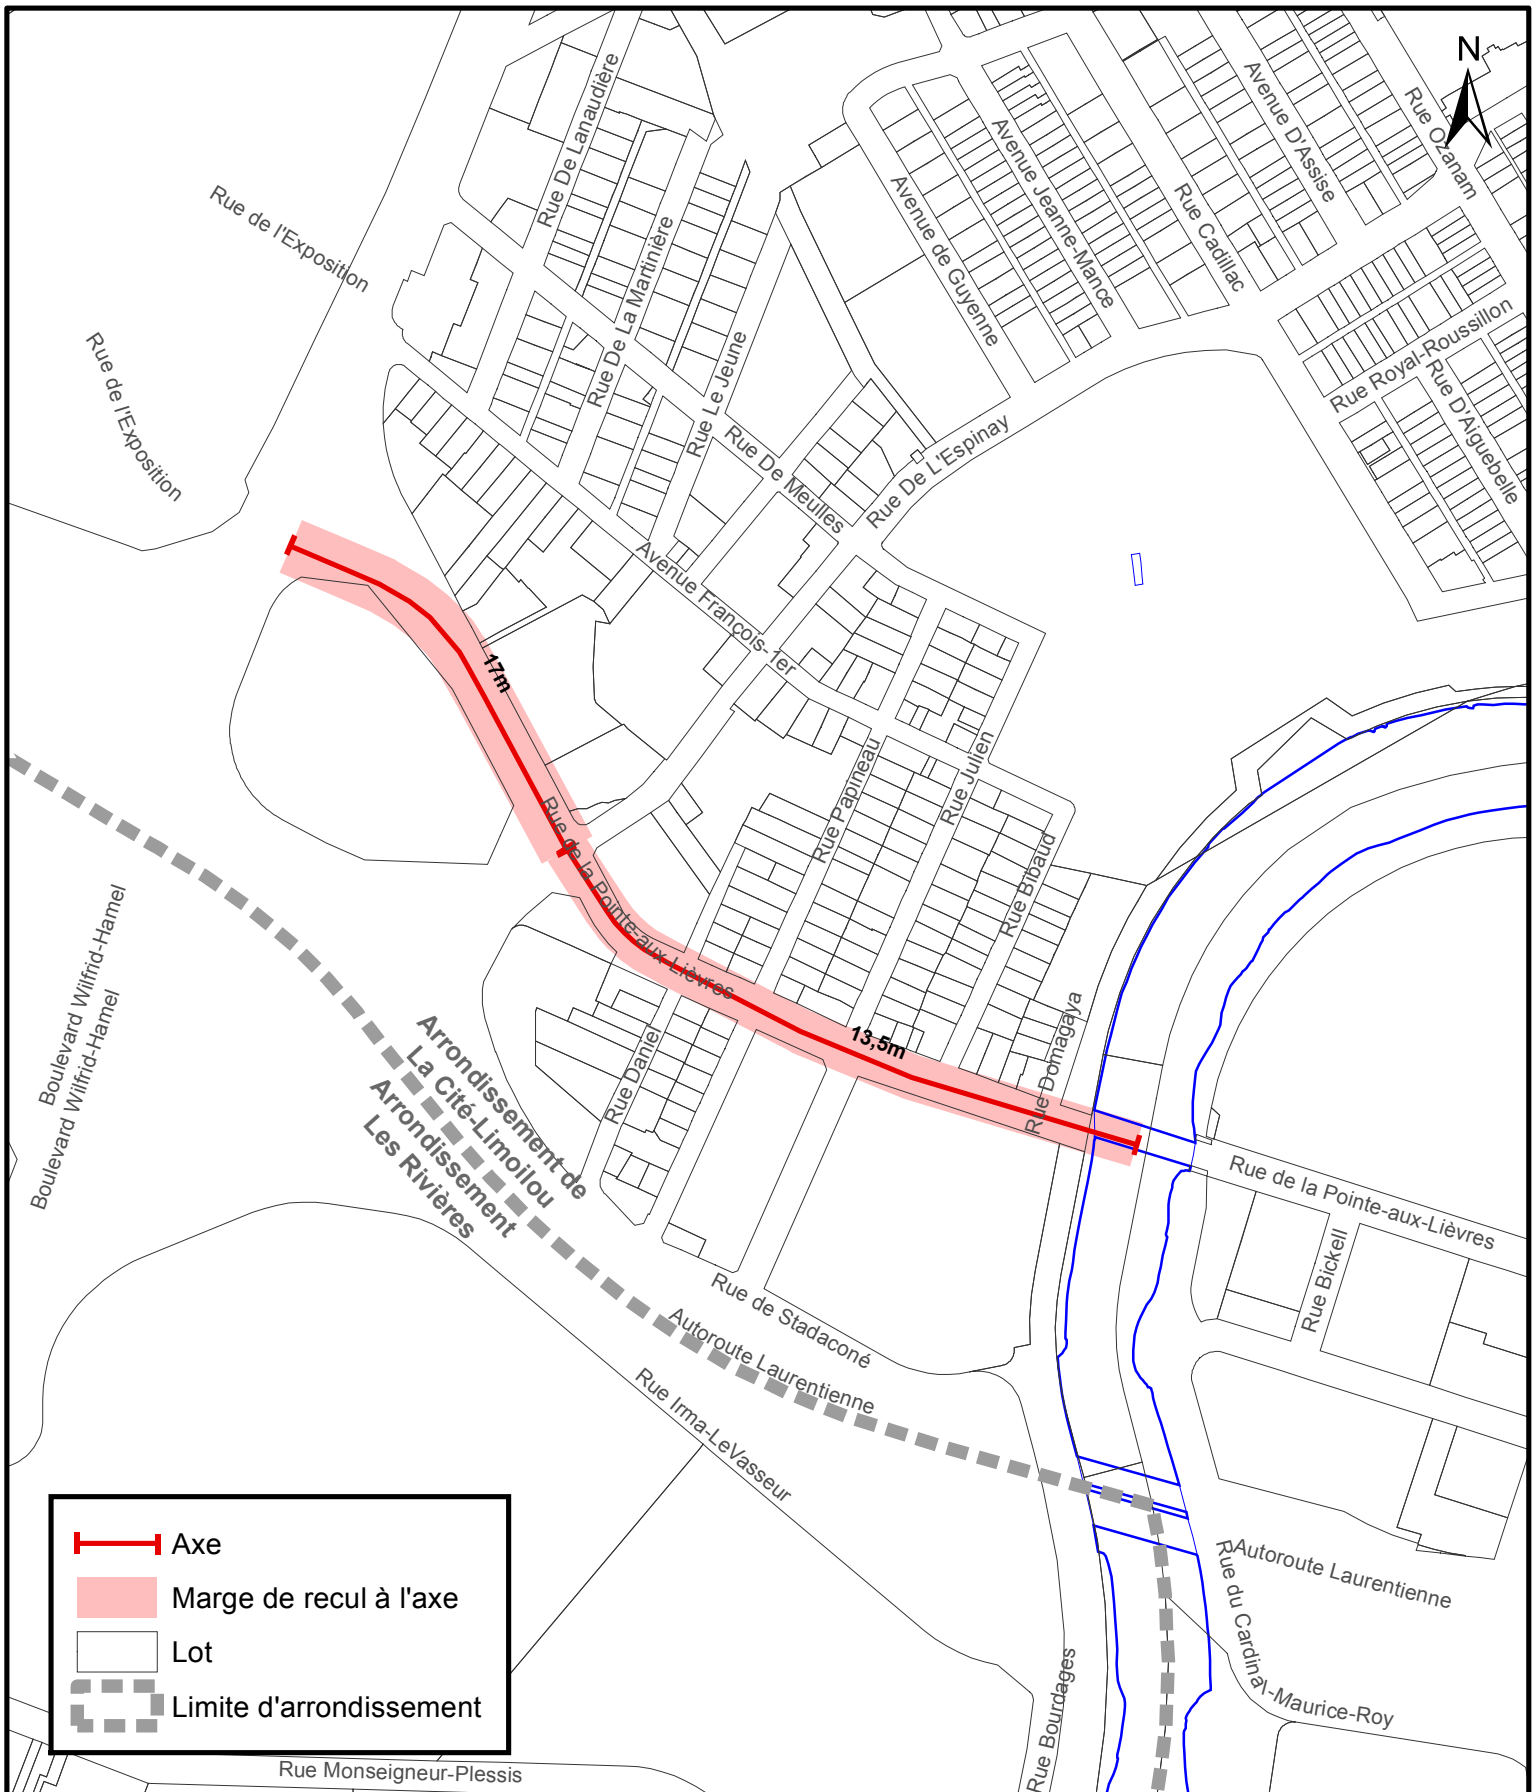 N
Rue De Lanaudière
Rue de l'Exposition
Rue de l'Exposition
Rue De La Martinière
Rue Le Jeune
Avenue de Guyenne
Avenue Jeanne-Mance
Rue Cadillac
Avenue D'Assise
Rue Ozanam
Rue Royal-Roussillon
Rue D'Aiguebelle
Rue De Meulles
Rue De L'Espinay
Avenue François-1er
17m
Rue Papineau
Rue Julien
Rue Bibaud
Rue de la Pointe-aux-Lièvres
13,5m
Rue Domagaya
Rue Daniel
Boulevard Wilfrid-Hamel
Boulevard Wilfrid-Hamel
Arrondissement de
La Cité-Limoilou
Arrondissement
Les Rivières
Rue de la Pointe-aux-Lièvres
Rue Bickell
Rue de Stadaconé
Autoroute Laurentienne
Rue Irma-LeVasseur
Autoroute Laurentienne
Rue du Cardinal-Maurice-Roy
Rue Bourdages
Rue Monseigneur-Plessis
Axe
Marge de recul à l'axe
Lot
Limite d'arrondissement